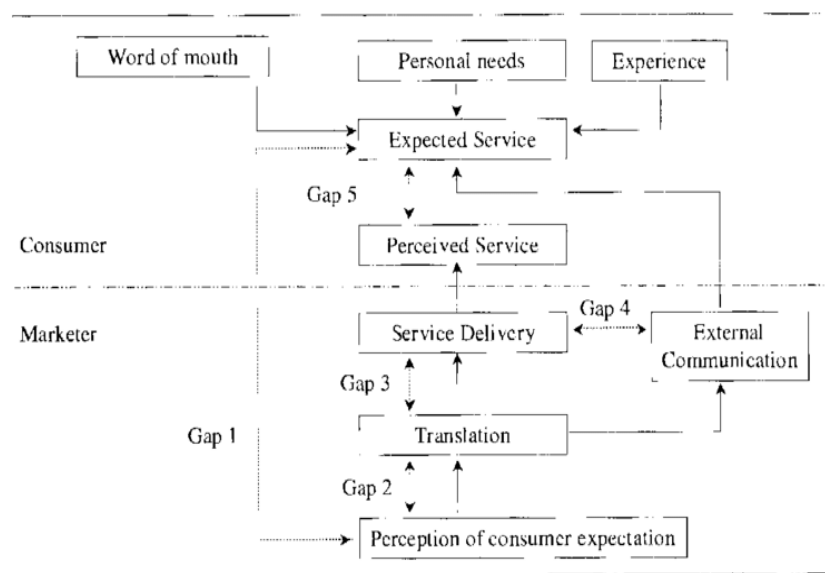 Word of mouth
Personal needs
Experience
Expected Service
Gap 5
Consumer
Perceived Service
Marketer
Service Delivery
Gap 4
External
Communication
Gap 3
Gap 1
Translation
Gap 2
Perception of consumer expectation